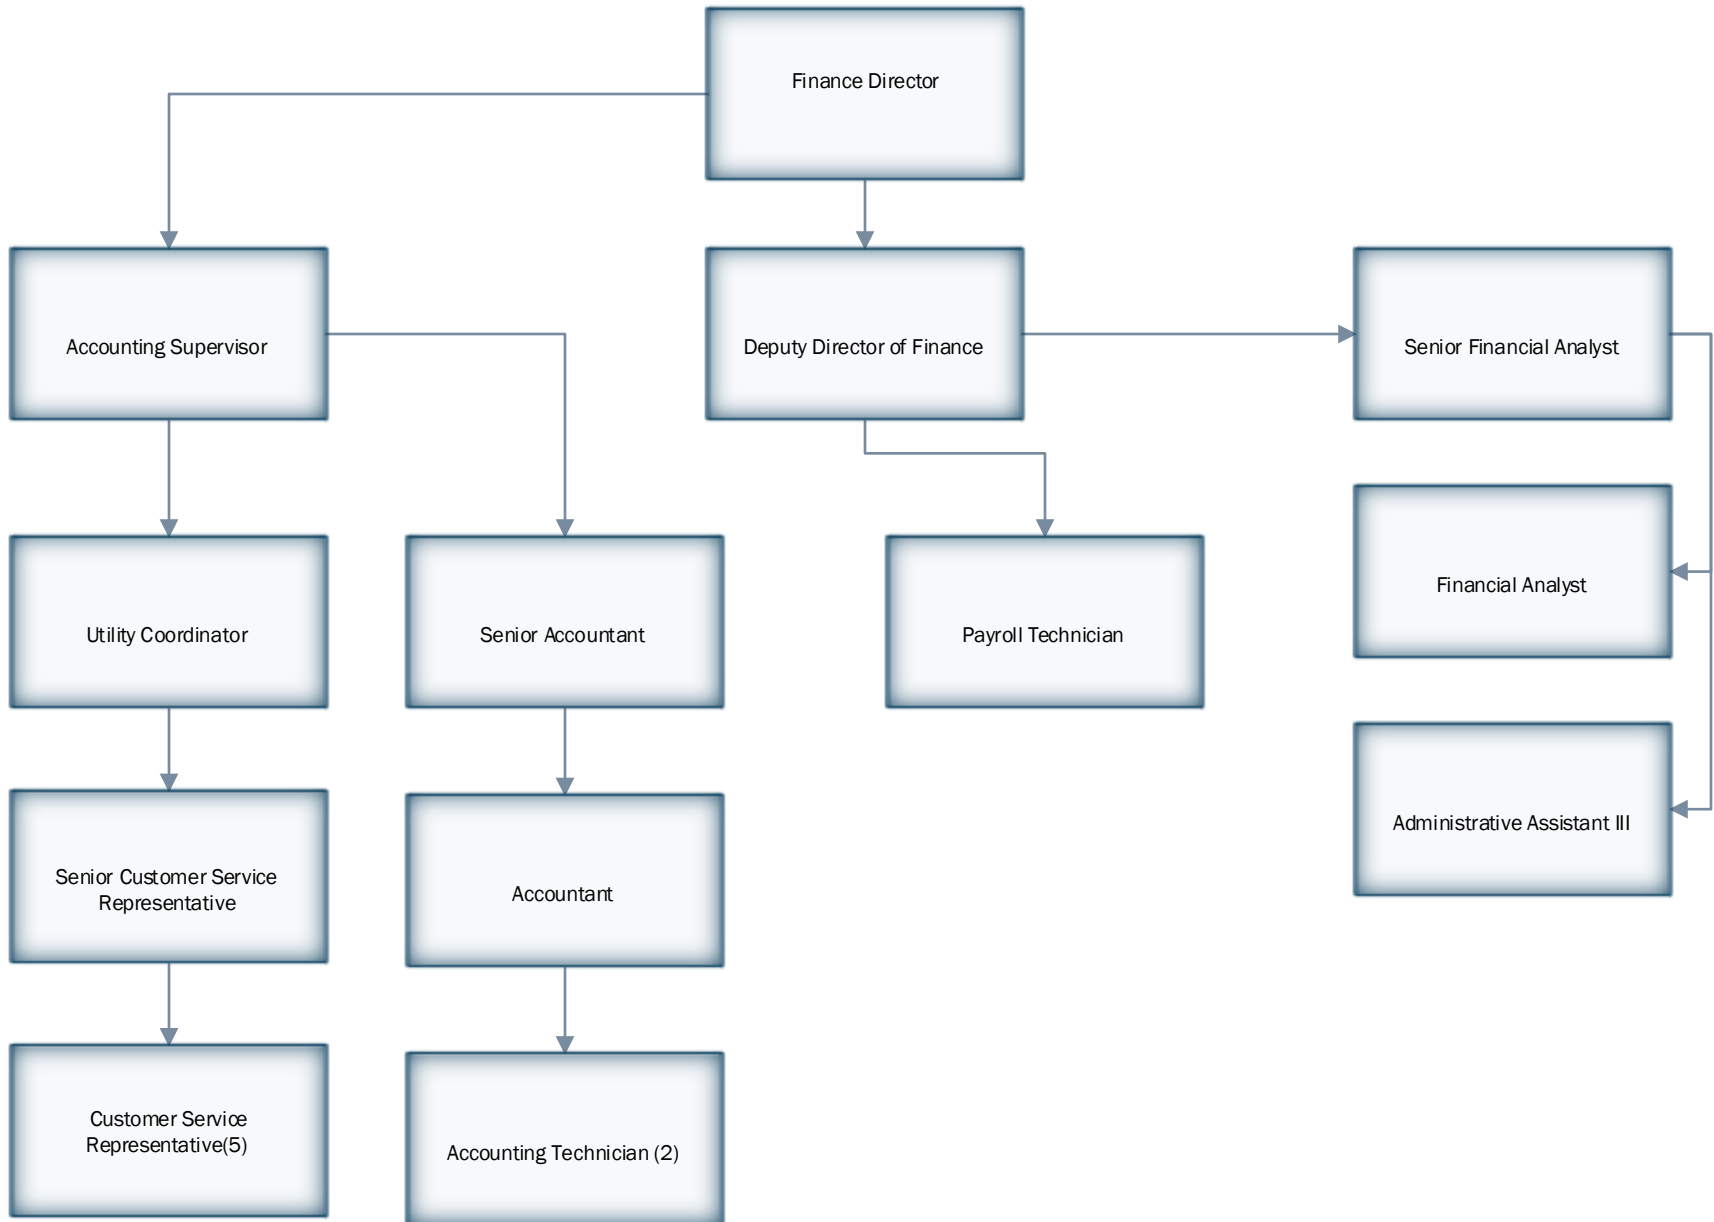 Finance Director
Accounting Supervisor
Deputy Director of Finance
Senior Financial Analyst
Utility Coordinator
Senior Accountant
Payroll Technician
Financial Analyst
Senior Customer Service
Representative
Accountant
Administrative Assistant III
Customer Service
Representative(5)
Accounting Technician (2)